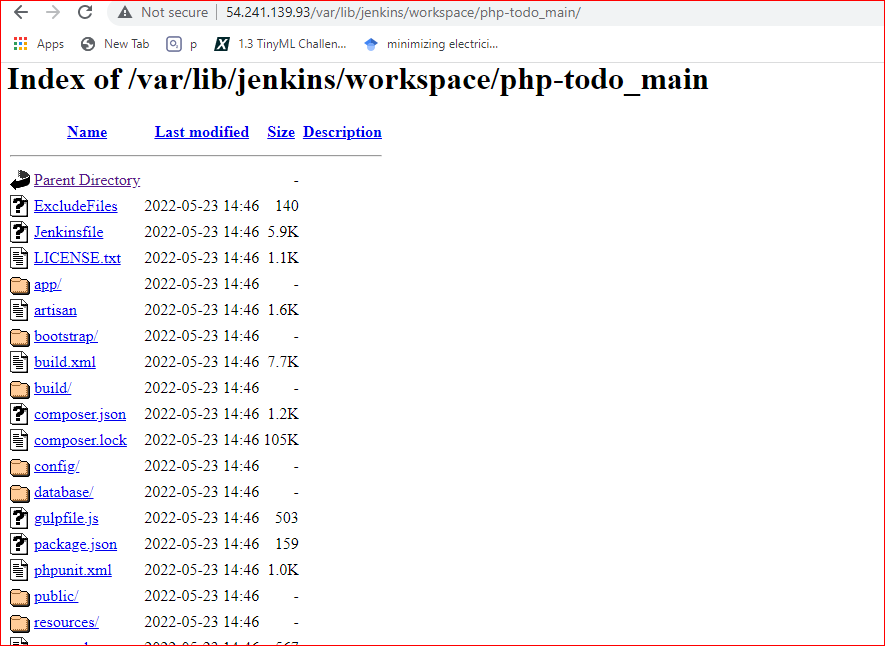 Not secure | 54.241.139.93/var/lib/jenkins/workspace/php-todo_main/
Apps New Tab p 1.3 TinyML Challen... minimizing electrici...
Index of /var/lib/jenkins/workspace/php-todo_main
Name Last modified Size Description
Parent Directory -
ExcludeFiles 2022-05-23 14:46 140
Jenkinsfile 2022-05-23 14:46 5.9K
LICENSE.txt 2022-05-23 14:46 1.1K
app/ 2022-05-23 14:46 -
artisan 2022-05-23 14:46 1.6K
bootstrap/ 2022-05-23 14:46 -
build.xml 2022-05-23 14:46 7.7K
build/ 2022-05-23 14:46 -
composer.json 2022-05-23 14:46 1.2K
composer.lock 2022-05-23 14:46 105K
config/ 2022-05-23 14:46 -
database/ 2022-05-23 14:46 -
gulpfile.js 2022-05-23 14:46 503
package.json 2022-05-23 14:46 159
phpunit.xml 2022-05-23 14:46 1.0K
public/ 2022-05-23 14:46 -
resources/ 2022-05-23 14:46 -